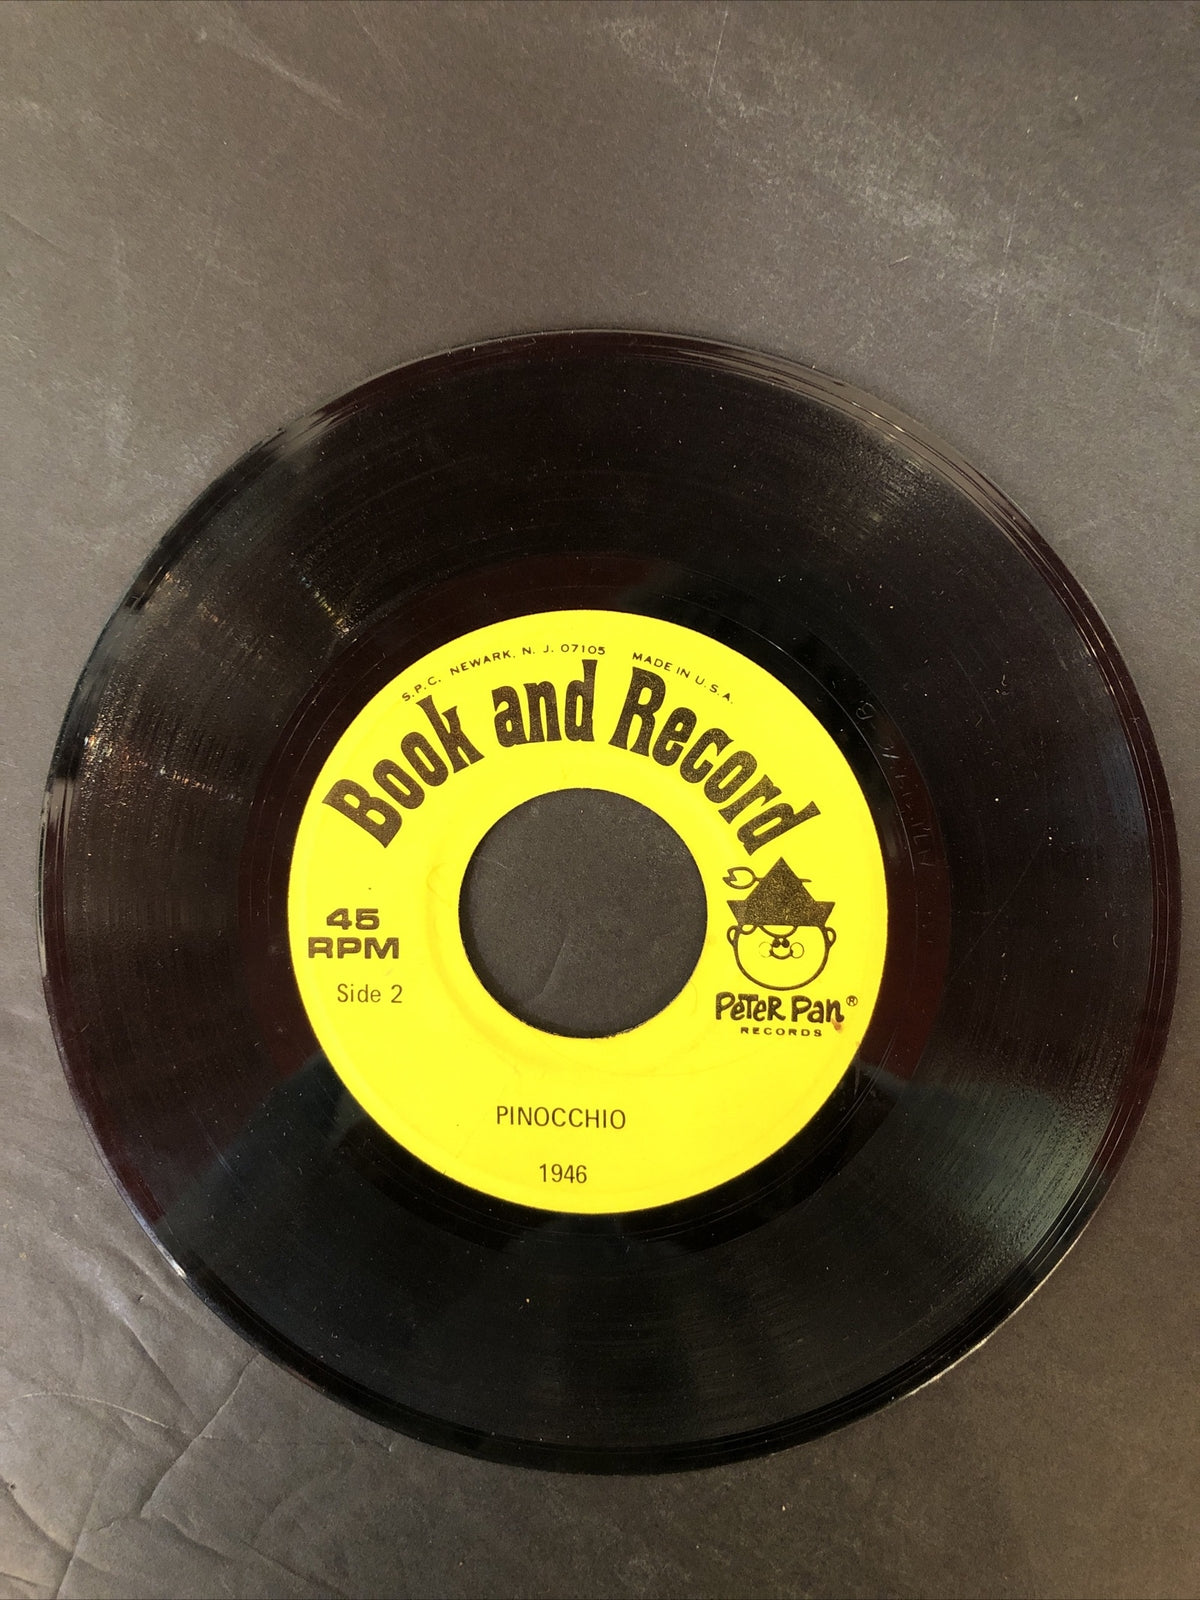 S.P.C. NEWARK, N. J. 07105 MADE IN U.S.A.
Book and Record
45
RPM
Side 2
PETER PAN®
RECORDS
PINOCCHIO
1946